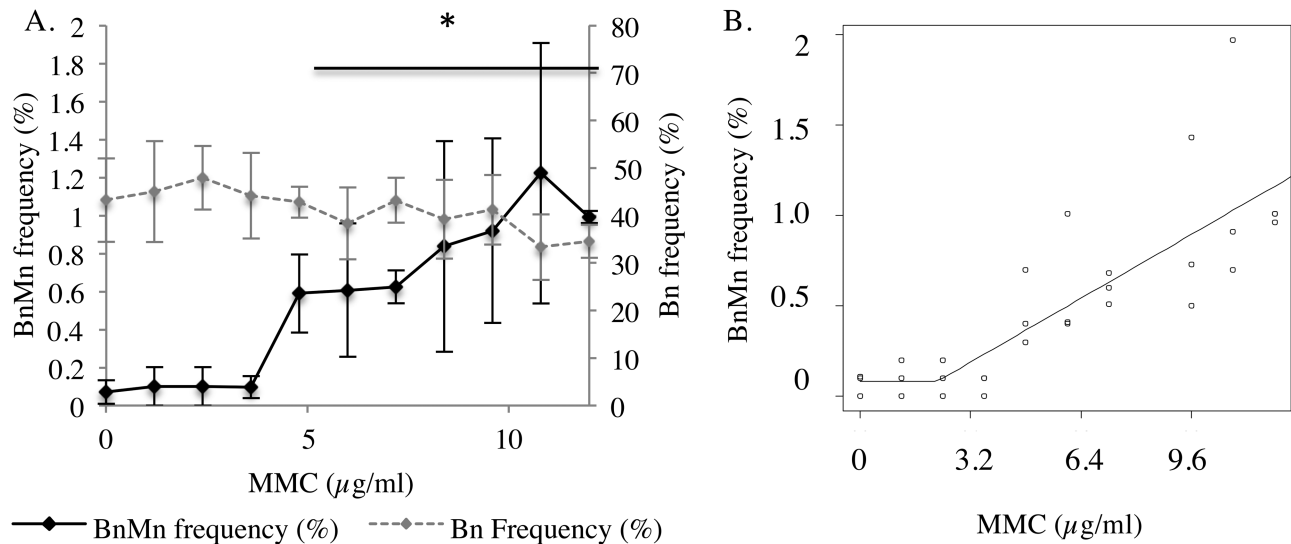 A.
*
BnMn frequency (%)
2
1.8
1.6
1.4
1.2
1
0.8
0.6
0.4
0.2
0
80
70
60
50
40
30
20
10
0
Bn frequency (%)
0 5 10
MMC (µg/ml)
BnMn frequency (%) Bn Frequency (%)
B.
BnMn frequency (%)
2
1.5
1.0
0.5
0
0 3.2 6.4 9.6
MMC (µg/ml)